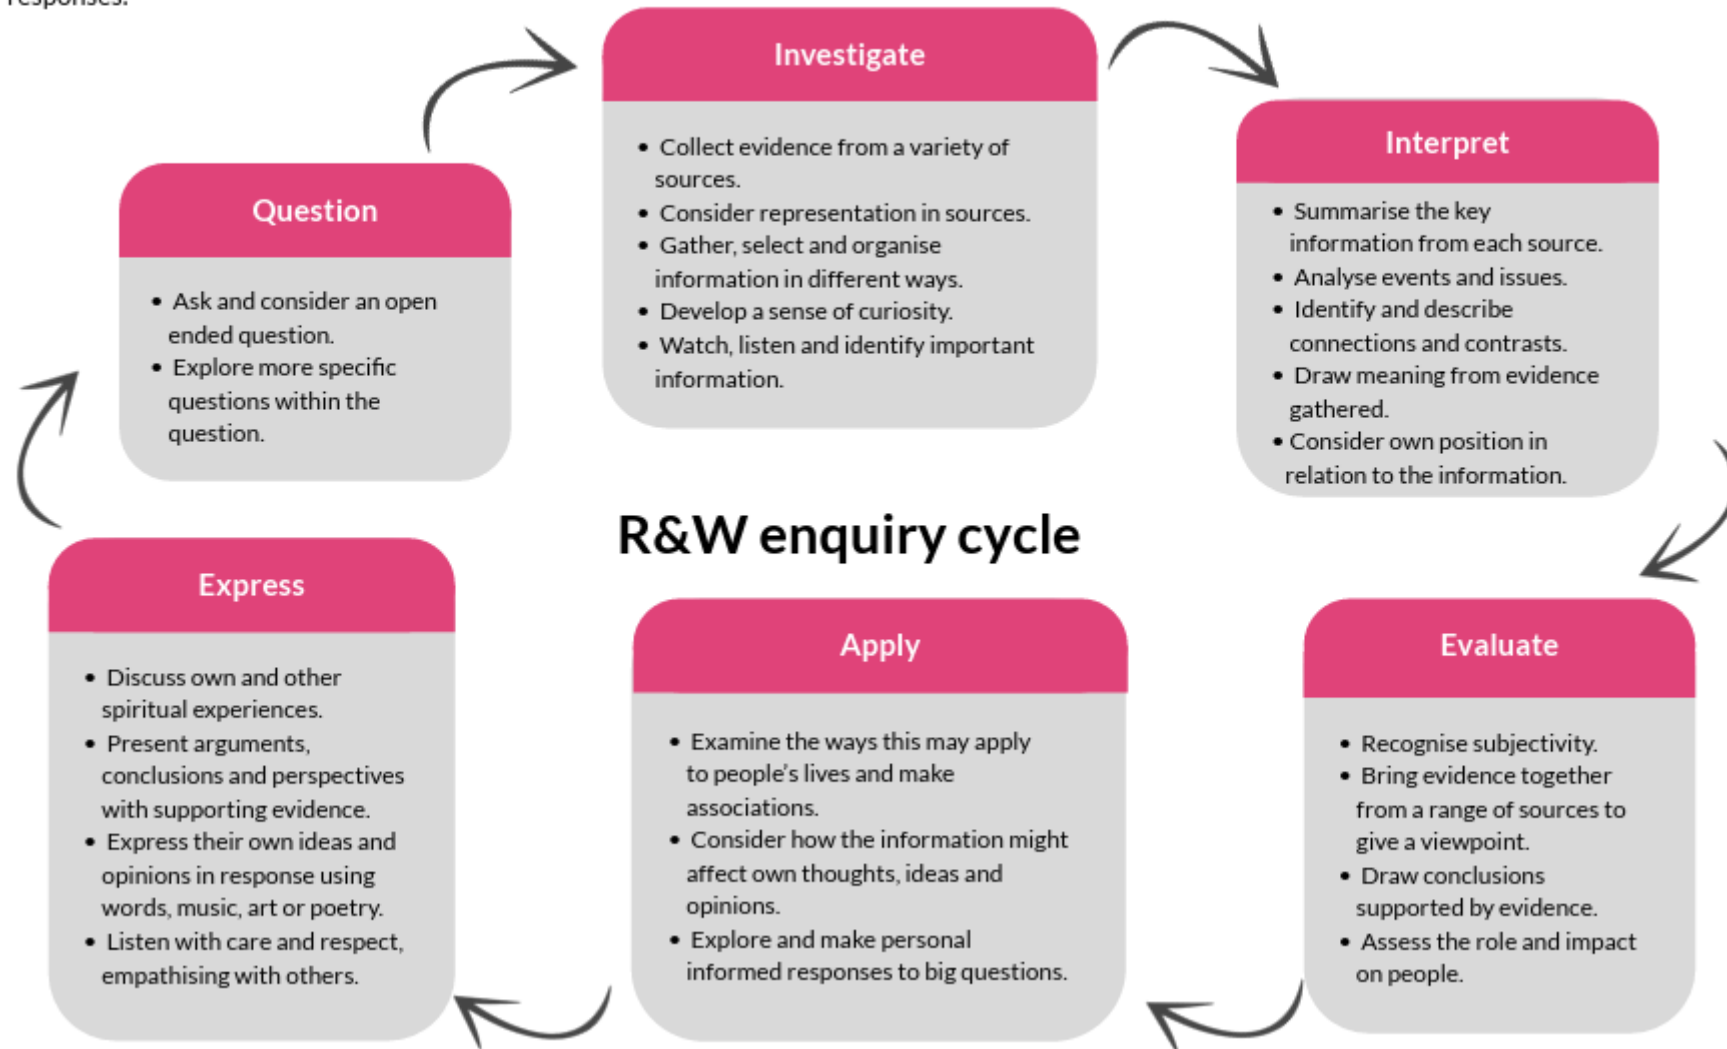 responses.
Investigate
• Collect evidence from a variety of
sources.
• Consider representation in sources.
• Gather, select and organise
information in different ways.
• Develop a sense of curiosity.
• Watch, listen and identify important
information.
Interpret
• Summarise the key
information from each source.
• Analyse events and issues.
• Identify and describe
connections and contrasts.
• Draw meaning from evidence
gathered.
• Consider own position in
relation to the information.
Question
• Ask and consider an open
ended question.
• Explore more specific
questions within the
question.
R&W enquiry cycle
Express
• Discuss own and other
spiritual experiences.
• Present arguments,
conclusions and perspectives
with supporting evidence.
• Express their own ideas and
opinions in response using
words, music, art or poetry.
• Listen with care and respect,
empathising with others.
Apply
• Examine the ways this may apply
to people's lives and make
associations.
• Consider how the information might
affect own thoughts, ideas and
opinions.
• Explore and make personal
informed responses to big questions.
Evaluate
• Recognise subjectivity.
• Bring evidence together
from a range of sources to
give a viewpoint.
• Draw conclusions
supported by evidence.
• Assess the role and impact
on people.